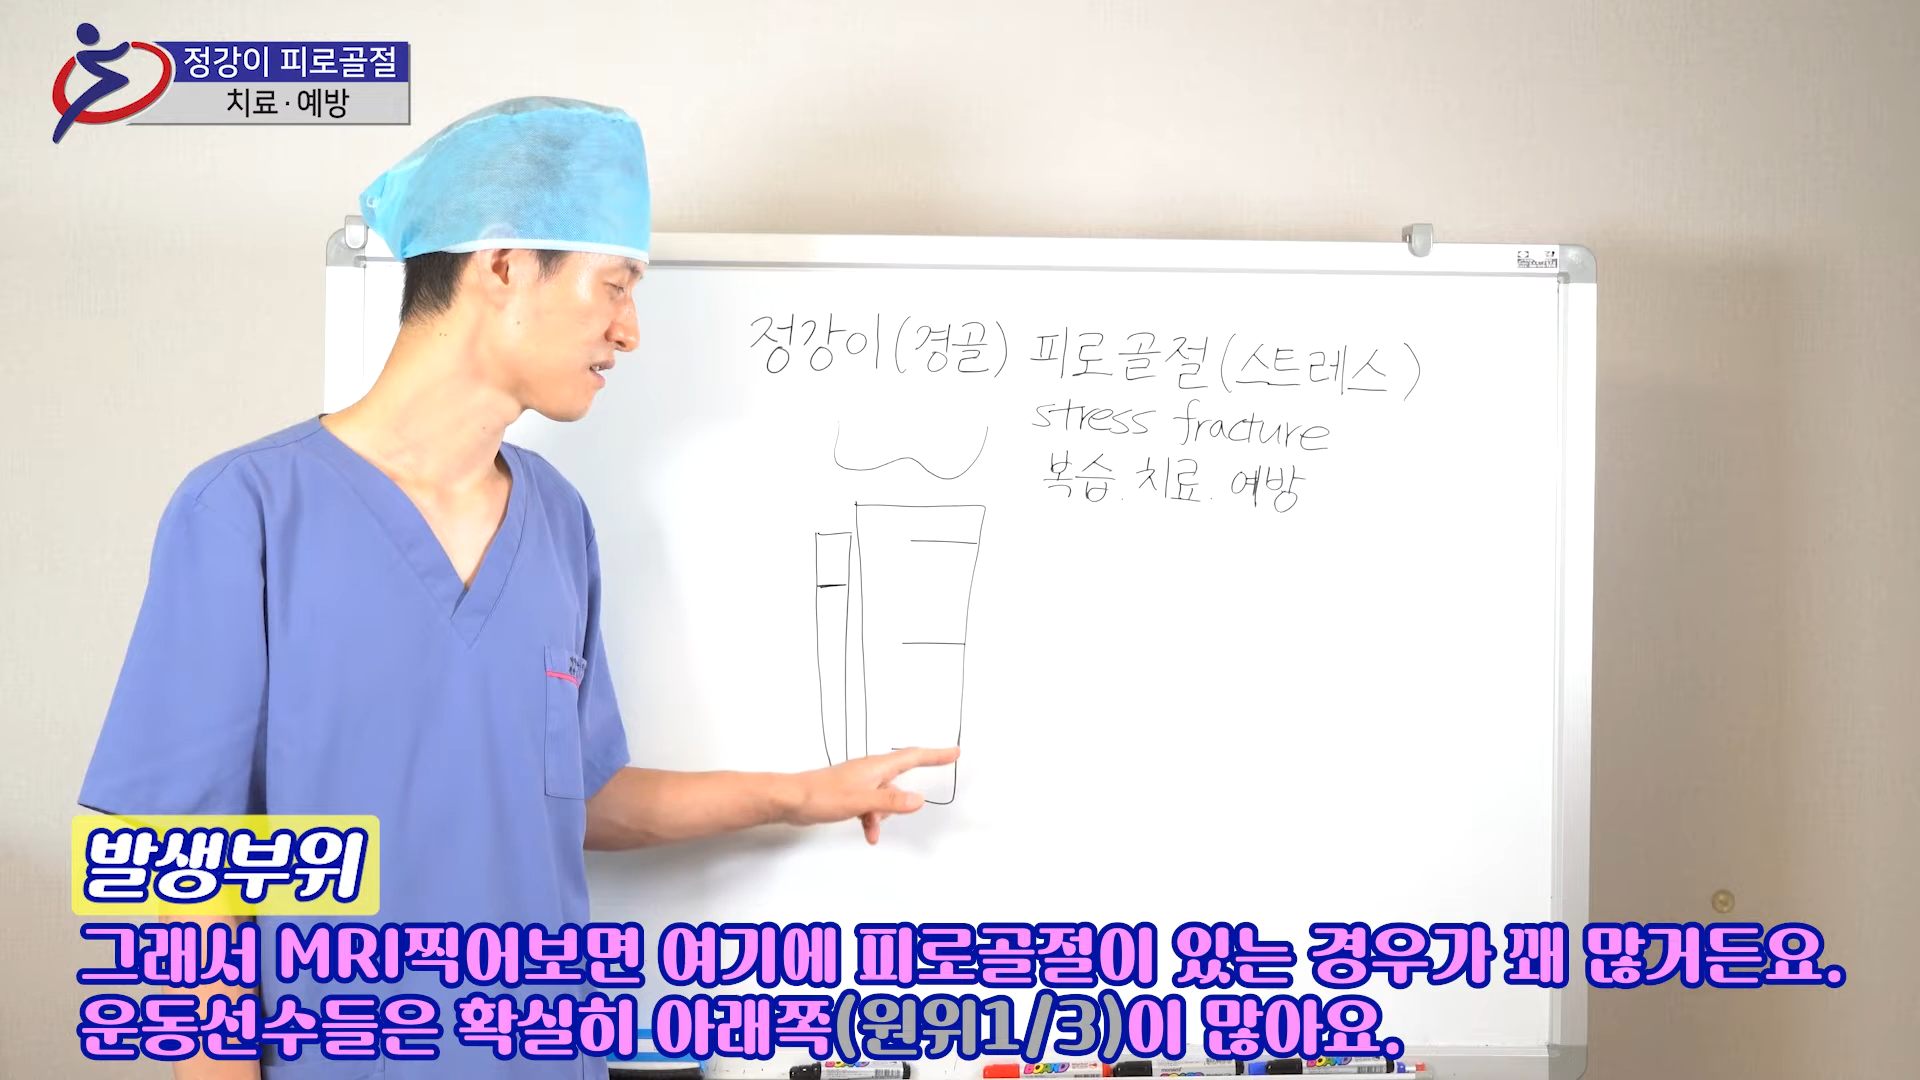 정강이 피로골절
치료·예방
정강이(경골) 피로골절(스트레스)
stress fracture
복습. 치료. 예방
발생부위
그래서 MRI찍어보면 여기에 피로골절이 있는 경우가 꽤 많거든요.
운동선수들은 확실히 아래쪽(원위1/3)이 많아요.
BOARD
BOARD
BOARD
BOARD